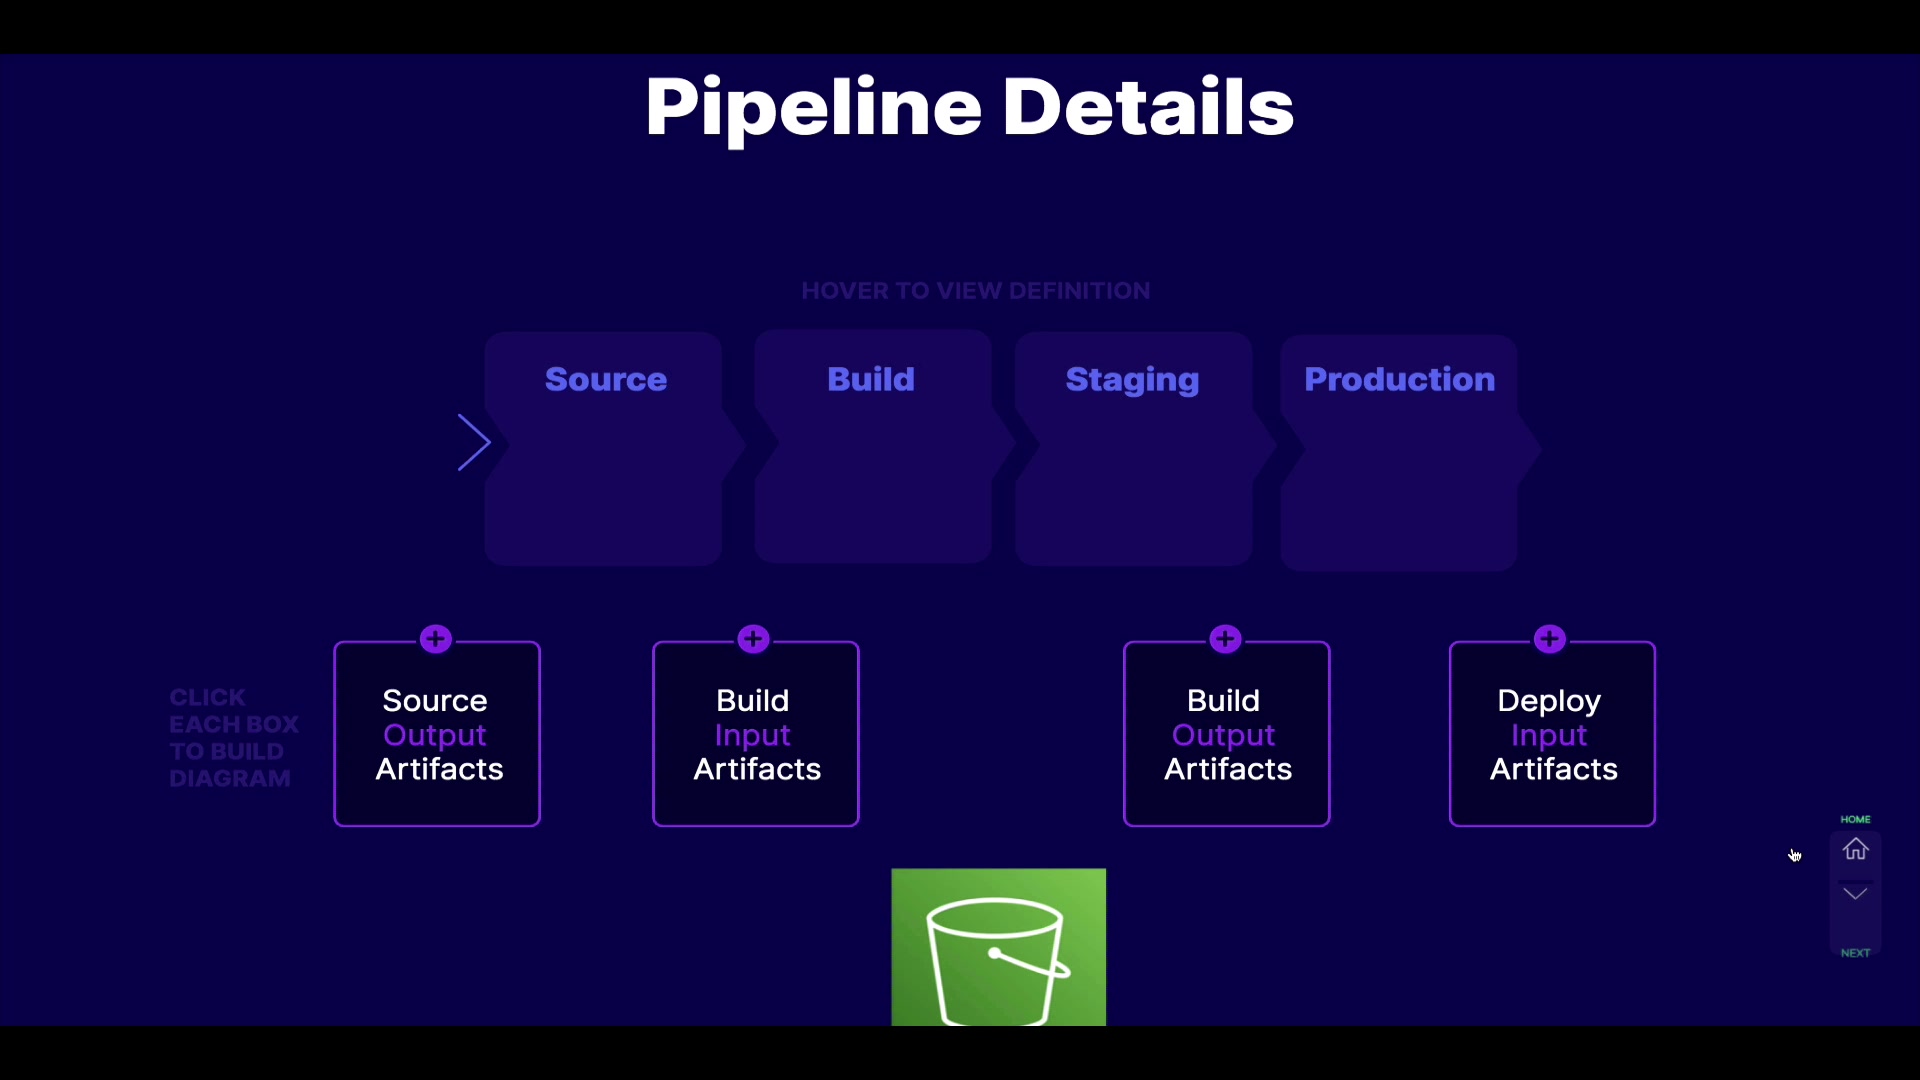 Pipeline Details
HOVER TO VIEW DEFINITION
Source
Build
Staging
Production
CLICK
EACH BOX
TO BUILD
DIAGRAM
Source
Output
Artifacts
Build
Input
Artifacts
Build
Output
Artifacts
Deploy
Input
Artifacts
HOME
NEXT